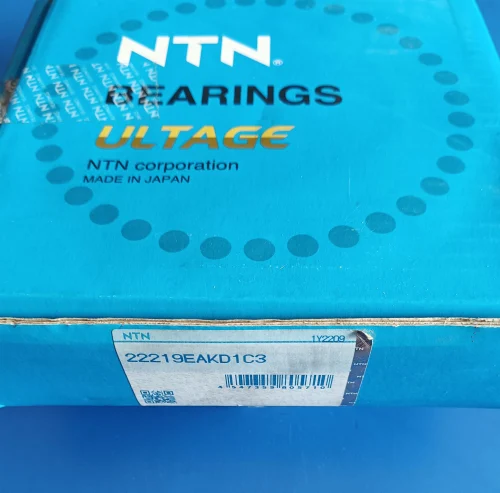 NTN®
BEARINGS
ULTAGE
NTN corporation
MADE IN JAPAN
NTN
1Y2209
22219EAKD1C3